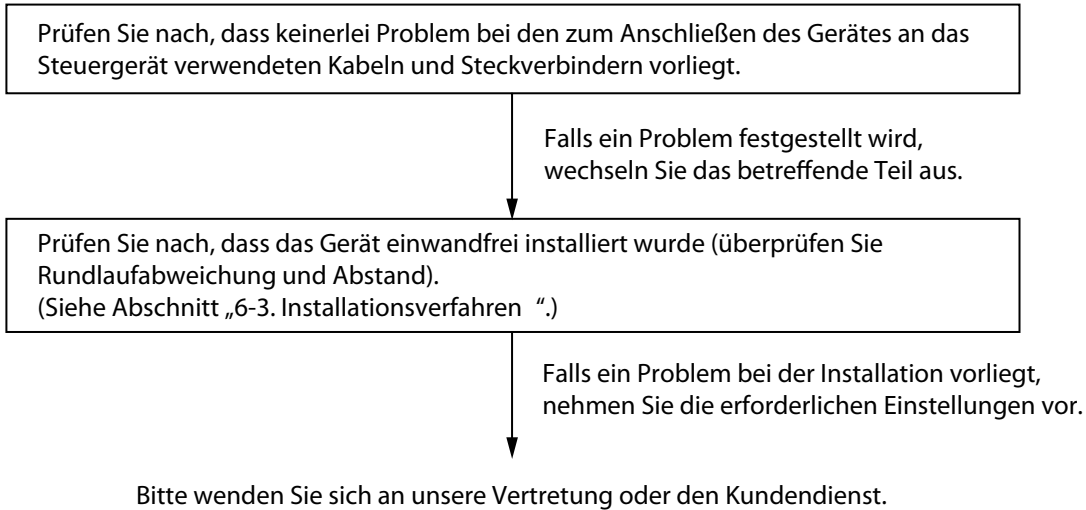 Prüfen Sie nach, dass keinerlei Problem bei den zum Anschließen des Gerätes an das
Steuergerät verwendeten Kabeln und Steckverbindern vorliegt.
Falls ein Problem festgestellt wird,
wechseln Sie das betreffende Teil aus.
Prüfen Sie nach, dass das Gerät einwandfrei installiert wurde (überprüfen Sie
Rundlaufabweichung und Abstand).
(Siehe Abschnitt „6-3. Installationsverfahren “.)
Falls ein Problem bei der Installation vorliegt,
nehmen Sie die erforderlichen Einstellungen vor.
Bitte wenden Sie sich an unsere Vertretung oder den Kundendienst.